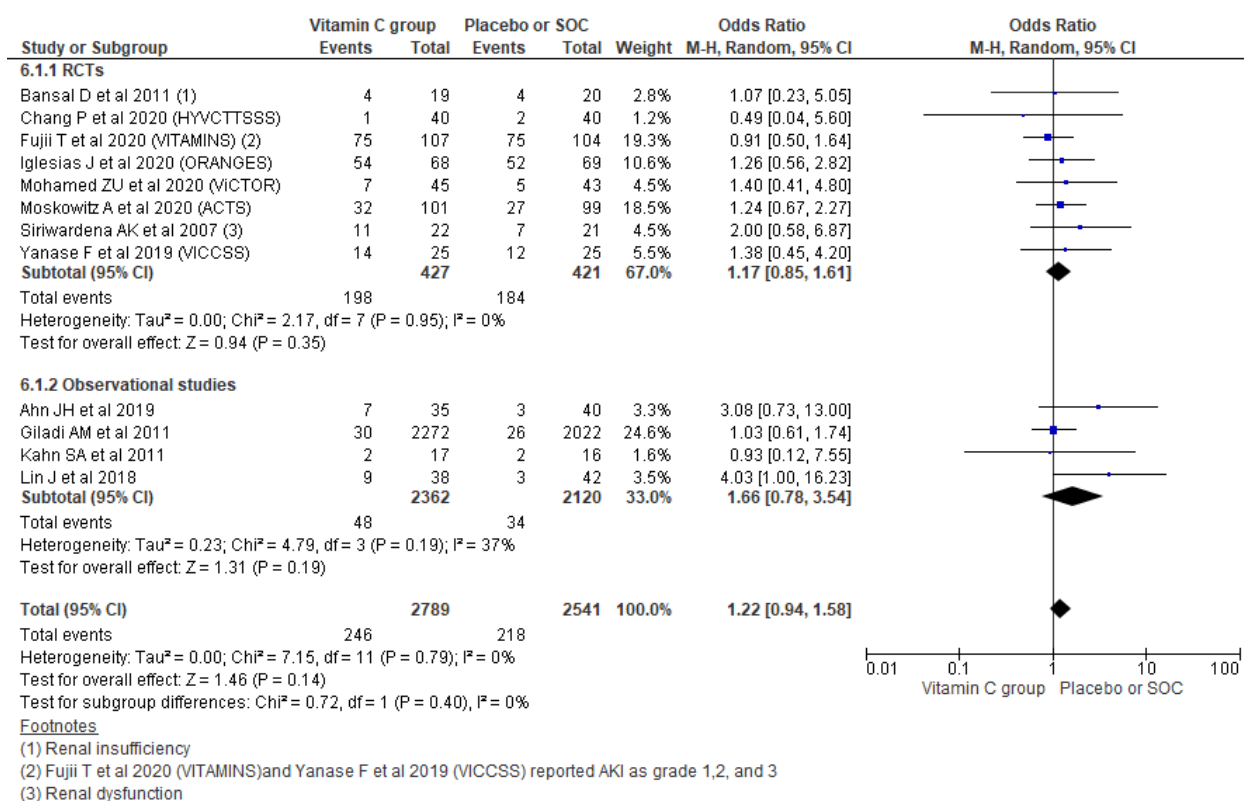 Vitamin C group Placebo or SOC Odds Ratio Odds Ratio
Study or Subgroup Events Total Events Total Weight M-H, Random, 95% CI M-H, Random, 95% CI
6.1.1 RCTs
Bansal D et al 2011 (1) 4 19 4 20 2.8% 1.07 [0.23, 5.05]
Chang P et al 2020 (HYVCTTSSS) 1 40 2 40 1.2% 0.49 [0.04, 5.60]
Fujii T et al 2020 (VITAMINS) (2) 75 107 75 104 19.3% 0.91 [0.50, 1.64]
Iglesias J et al 2020 (ORANGES) 54 68 52 69 10.6% 1.26 [0.56, 2.82]
Mohamed ZU et al 2020 (ViCTOR) 7 45 5 43 4.5% 1.40 [0.41, 4.80]
Moskowitz A et al 2020 (ACTS) 32 101 27 99 18.5% 1.24 [0.67, 2.27]
Siriwardena AK et al 2007 (3) 11 22 7 21 4.5% 2.00 [0.58, 6.87]
Yanase F et al 2019 (VICCSS) 14 25 12 25 5.5% 1.38 [0.45, 4.20]
Subtotal (95% CI) 427 421 67.0% 1.17 [0.85, 1.61]
Total events 198 184
Heterogeneity: Tau² = 0.00; Chi² = 2.17, df = 7 (P = 0.95); I² = 0%
Test for overall effect: Z = 0.94 (P = 0.35)
6.1.2 Observational studies
Ahn JH et al 2019 7 35 3 40 3.3% 3.08 [0.73, 13.00]
Giladi AM et al 2011 30 2272 26 2022 24.6% 1.03 [0.61, 1.74]
Kahn SA et al 2011 2 17 2 16 1.6% 0.93 [0.12, 7.55]
Lin J et al 2018 9 38 3 42 3.5% 4.03 [1.00, 16.23]
Subtotal (95% CI) 2362 2120 33.0% 1.66 [0.78, 3.54]
Total events 48 34
Heterogeneity: Tau² = 0.23; Chi² = 4.79, df = 3 (P = 0.19); I² = 37%
Test for overall effect: Z = 1.31 (P = 0.19)
Total (95% CI) 2789 2541 100.0% 1.22 [0.94, 1.58]
Total events 246 218
Heterogeneity: Tau² = 0.00; Chi² = 7.15, df = 11 (P = 0.79); I² = 0%
Test for overall effect: Z = 1.46 (P = 0.14)
Test for subgroup differences: Chi² = 0.72, df = 1 (P = 0.40), I² = 0%
0.01 0.1 1 10 100
Vitamin C group Placebo or SOC
Footnotes
(1) Renal insufficiency
(2) Fujii T et al 2020 (VITAMINS)and Yanase F et al 2019 (VICCSS) reported AKI as grade 1,2, and 3
(3) Renal dysfunction